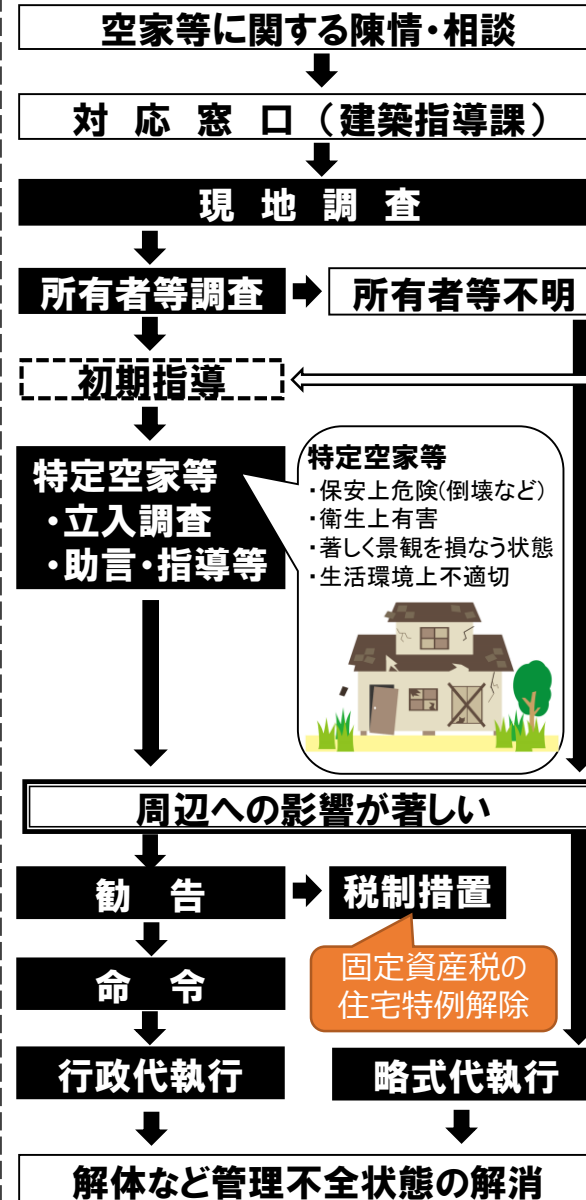 空家等に関する陳情・相談
対応窓口（建築指導課）
現地調査
所有者等調査
所有者等不明
初期指導
特定空家等
・立入調査
・助言・指導等
特定空家等
・保安上危険(倒壊など)
・衛生上有害
・著しく景観を損なう状態
・生活環境上不適切
周辺への影響が著しい
勧告
税制措置
固定資産税の
住宅特例解除
命令
行政代執行
略式代執行
解体など管理不全状態の解消